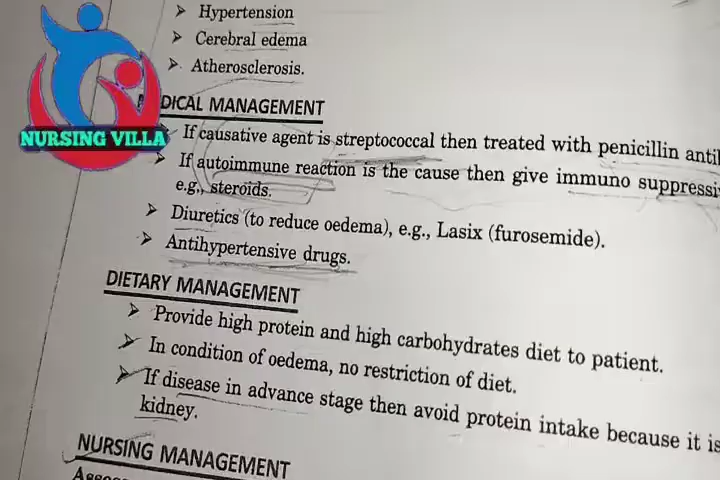 Hypertension
Cerebral edema
Atherosclerosis.
NURSING VILLA
DICAL MANAGEMENT
If causative agent is streptococcal then treated with penicillin
If autoimmune reaction is the cause then give immuno
e.g., steroids.
Diuretics (to reduce oedema), e.g., Lasix (furosemide).
Antihypertensive drugs.
DIETARY MANAGEMENT
Provide high protein and high carbohydrates diet to patient.
In condition of oedema, no restriction of diet.
If disease in advance stage then avoid protein intake because it is
kidney.
NURSING MANAGEMENT